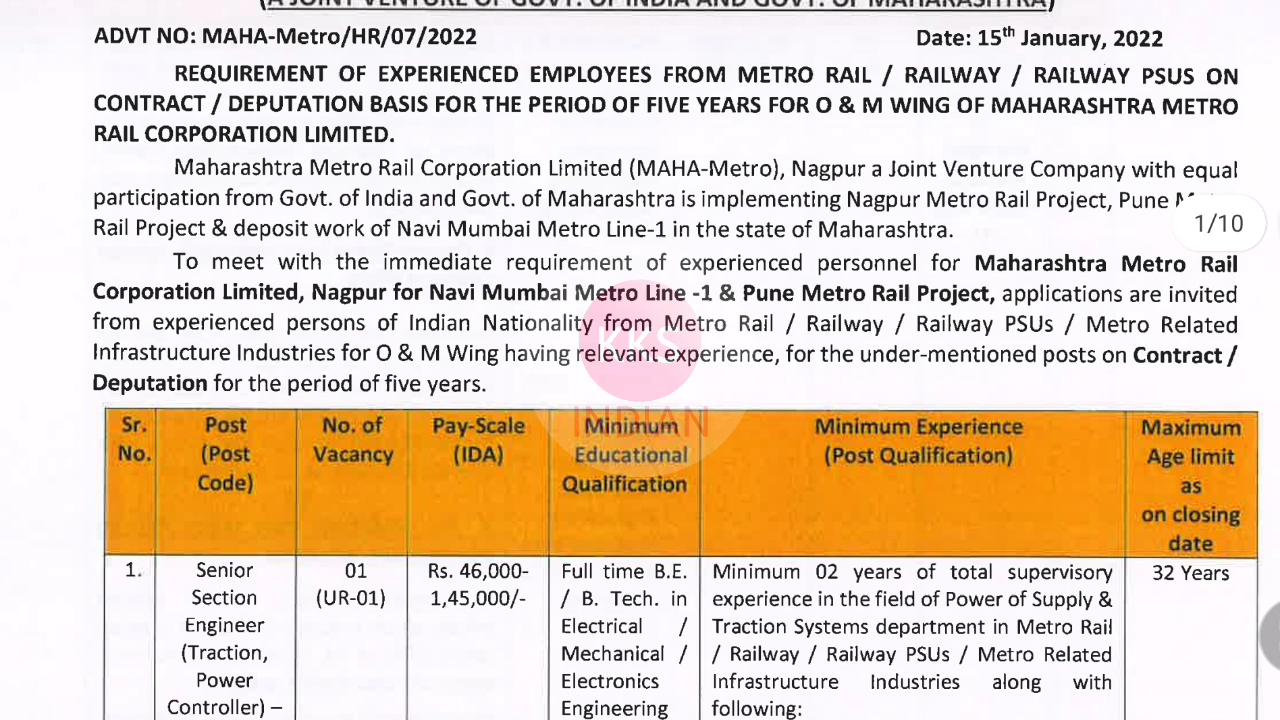 (A JOINT VENTURE OF GOVT. OF INDIA AND GOVT. OF MAHARASHTRA)
ADVT NO: MAHA-Metro/HR/07/2022 Date: 15th January, 2022
REQUIREMENT OF EXPERIENCED EMPLOYEES FROM METRO RAIL / RAILWAY / RAILWAY PSUS ON
CONTRACT / DEPUTATION BASIS FOR THE PERIOD OF FIVE YEARS FOR O & M WING OF MAHARASHTRA METRO
RAIL CORPORATION LIMITED.
Maharashtra Metro Rail Corporation Limited (MAHA-Metro), Nagpur a Joint Venture Company with equal
participation from Govt. of India and Govt. of Maharashtra is implementing Nagpur Metro Rail Project, Pune
1/10
Rail Project & deposit work of Navi Mumbai Metro Line-1 in the state of Maharashtra.
To meet with the immediate requirement of experienced personnel for Maharashtra Metro Rail
Corporation Limited, Nagpur for Navi Mumbai Metro Line -1 & Pune Metro Rail Project, applications are invited
from experienced persons of Indian Nationality from Metro Rail / Railway / Railway PSUs / Metro Related
KKS
Infrastructure Industries for O & M Wing having relevant experience, for the under-mentioned posts on Contract /
Deputation for the period of five years.
INDIAN
Sr. No.
Post (Post Code)
No. of Vacancy
Pay-Scale (IDA)
Minimum Educational Qualification
Minimum Experience (Post Qualification)
Maximum Age limit as on closing date
1.
Senior
Section
Engineer
(Traction,
Power
Controller) –
01
(UR-01)
Rs. 46,000-
1,45,000/-
Full time B.E.
/ B. Tech. in
Electrical /
Mechanical /
Electronics
Engineering
Minimum 02 years of total supervisory
experience in the field of Power of Supply &
Traction Systems department in Metro Rail
/ Railway / Railway PSUs / Metro Related
Infrastructure Industries along with
following:
32 Years